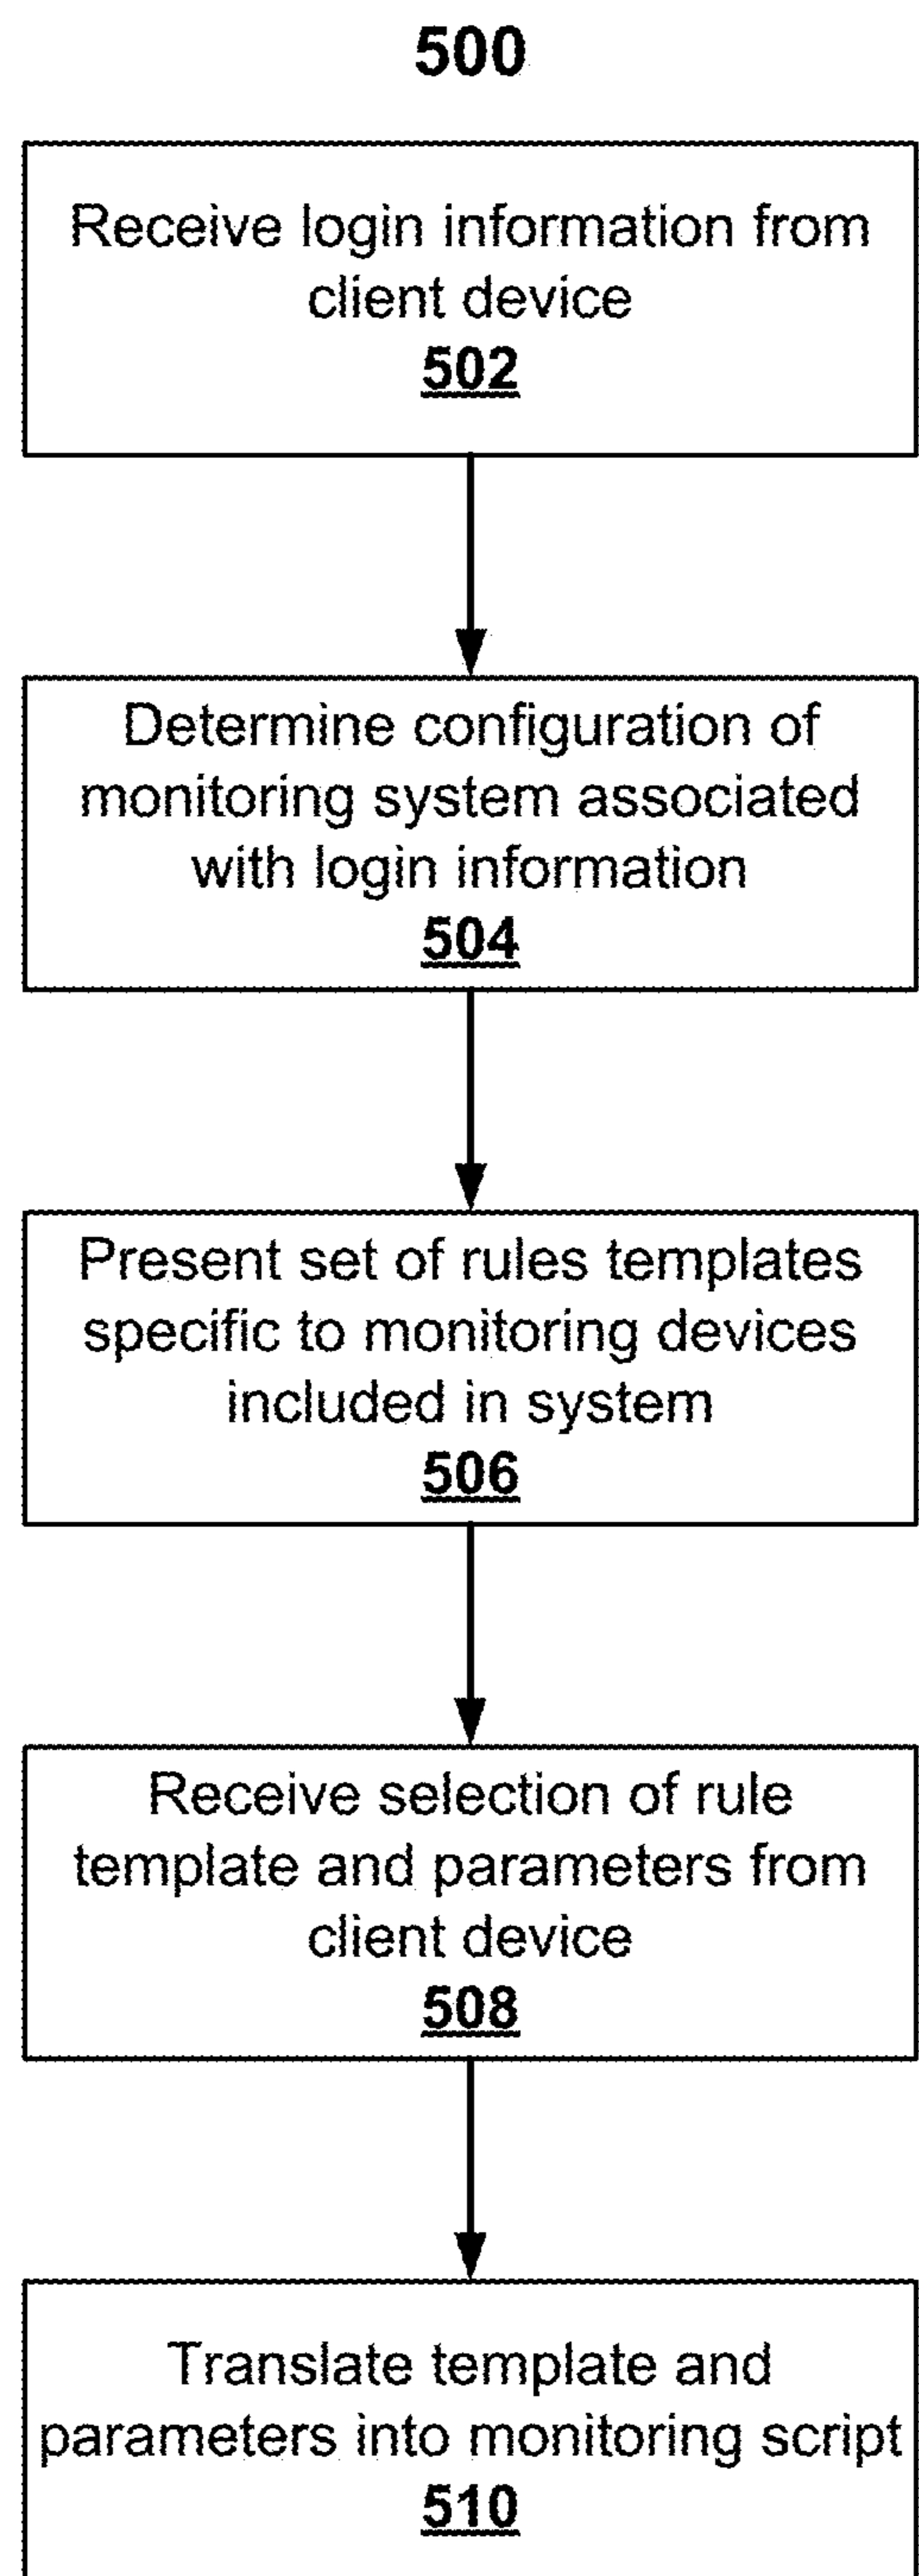 500
Receive login information from
client device
502
Determine configuration of
monitoring system associated
with login information
504
Present set of rules templates
specific to monitoring devices
included in system
506
Receive selection of rule
template and parameters from
client device
508
Translate template and
parameters into monitoring script
510